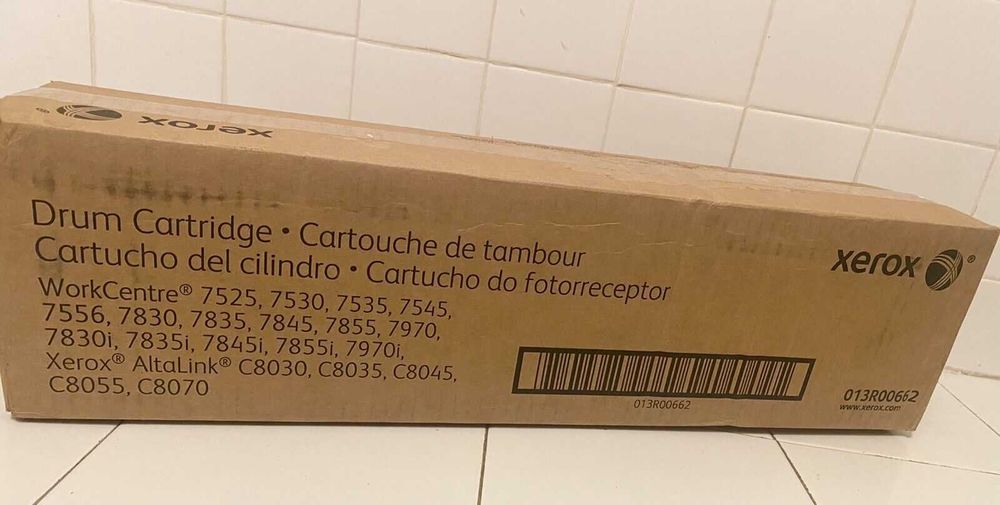 xerox ®
Drum Cartridge • Cartouche de tambour
Cartucho del cilindro • Cartucho do fotorreceptor
WorkCentre® 7525, 7530, 7535, 7545,
7556, 7830, 7835, 7845, 7855, 7970,
7830i, 7835i, 7845i, 7855i, 7970i,
Xerox® AltaLink® C8030, C8035, C8045,
C8055, C8070
xerox ®
013R00662
013R00662
www.xerox.com